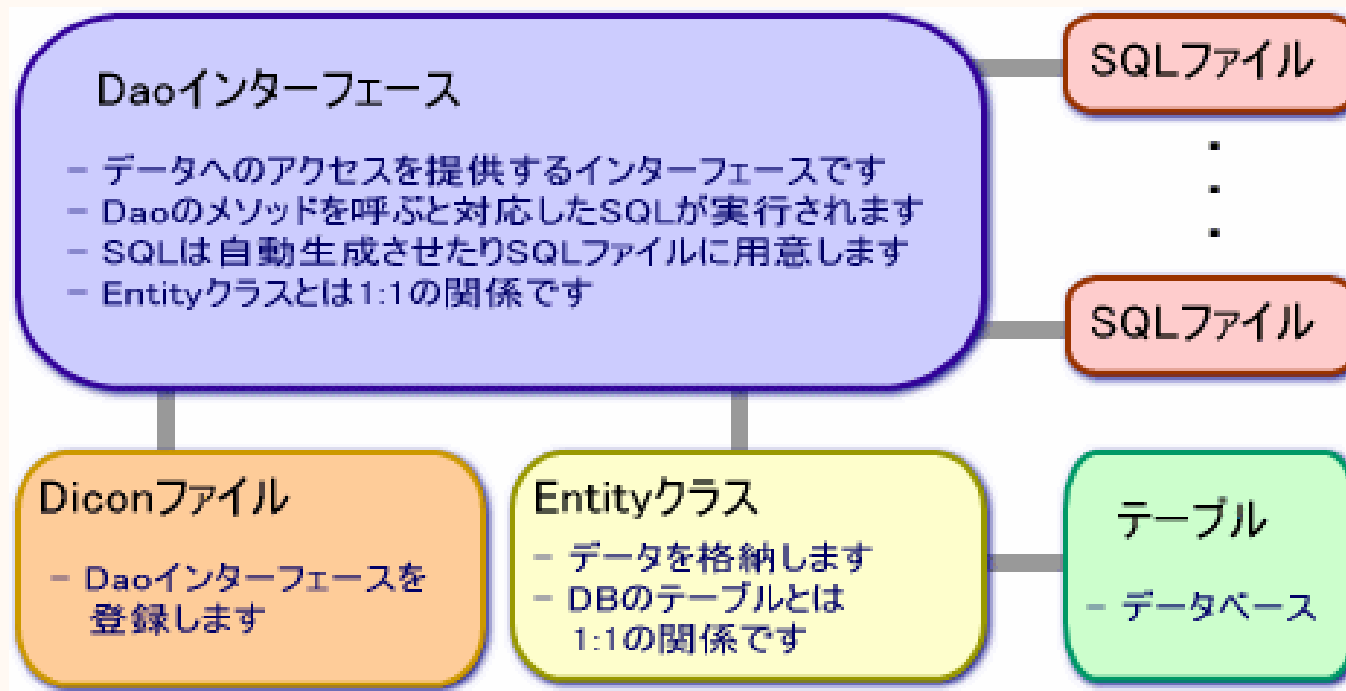 Daoインターフェース
– データへのアクセスを提供するインターフェースです
– Daoのメソッドを呼ぶと対応したSQLが実行されます
– SQLは自動生成させたりSQLファイルに用意します
– Entityクラスとは1:1の関係です
SQLファイル
SQLファイル
Diconファイル
– Daoインターフェースを
登録します
Entityクラス
– データを格納します
– DBのテーブルとは
1:1の関係です
テーブル
– データベース